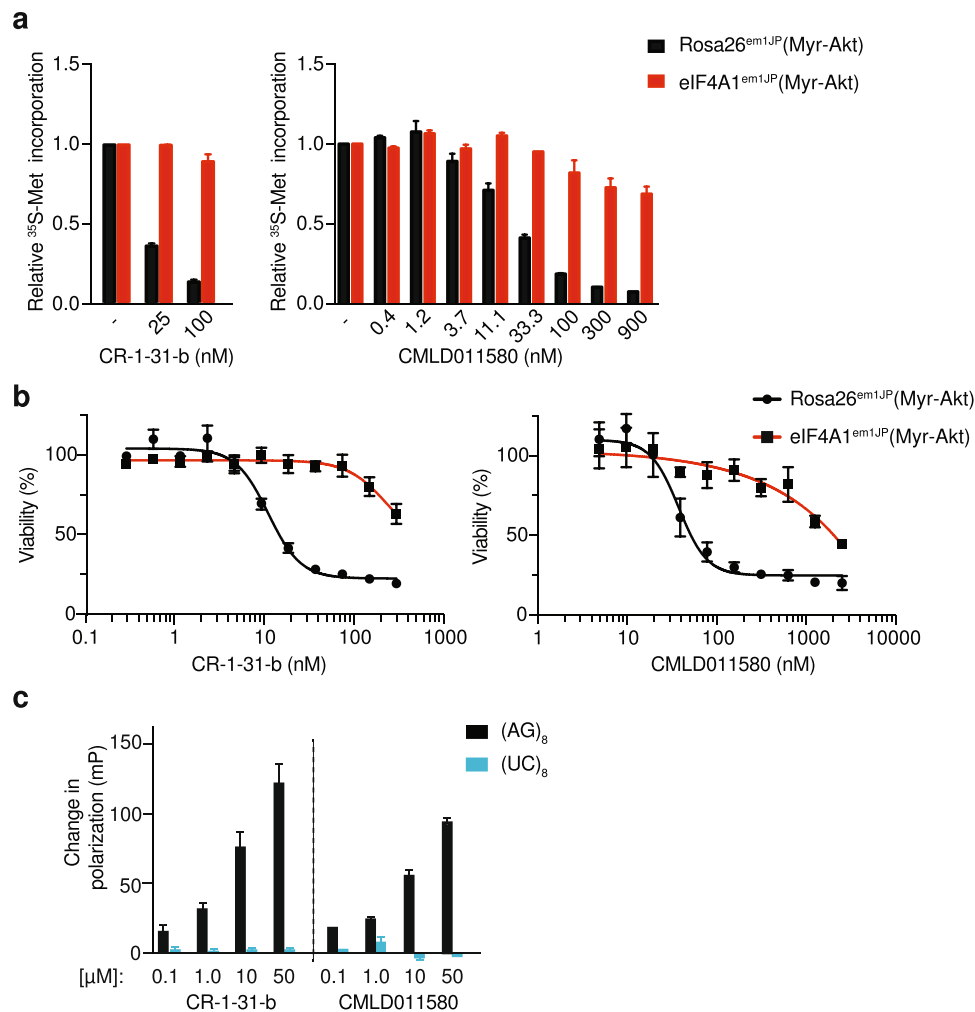 a
Rosa26em1JP(Myr-Akt)
eIF4A1em1JP(Myr-Akt)
Relative 35S-Met incorporation
1.5
1.0
0.5
0.0
- 25 100
CR-1-31-b (nM)
Relative 35S-Met incorporation
1.5
1.0
0.5
0.0
- 0.4 1.2 3.7 11.1 33.3 100 300 900
CMLD011580 (nM)
b
Rosa26em1JP(Myr-Akt)
eIF4A1em1JP(Myr-Akt)
Viability (%)
100
50
0
0.1 1 10 100 1000
CR-1-31-b (nM)
Viability (%)
100
50
0
1 10 100 1000 10000
CMLD011580 (nM)
c
(AG)8
(UC)8
Change in
polarization (mP)
150
100
50
0
[μM]: 0.1 1.0 10 50 0.1 1.0 10 50
CR-1-31-b CMLD011580